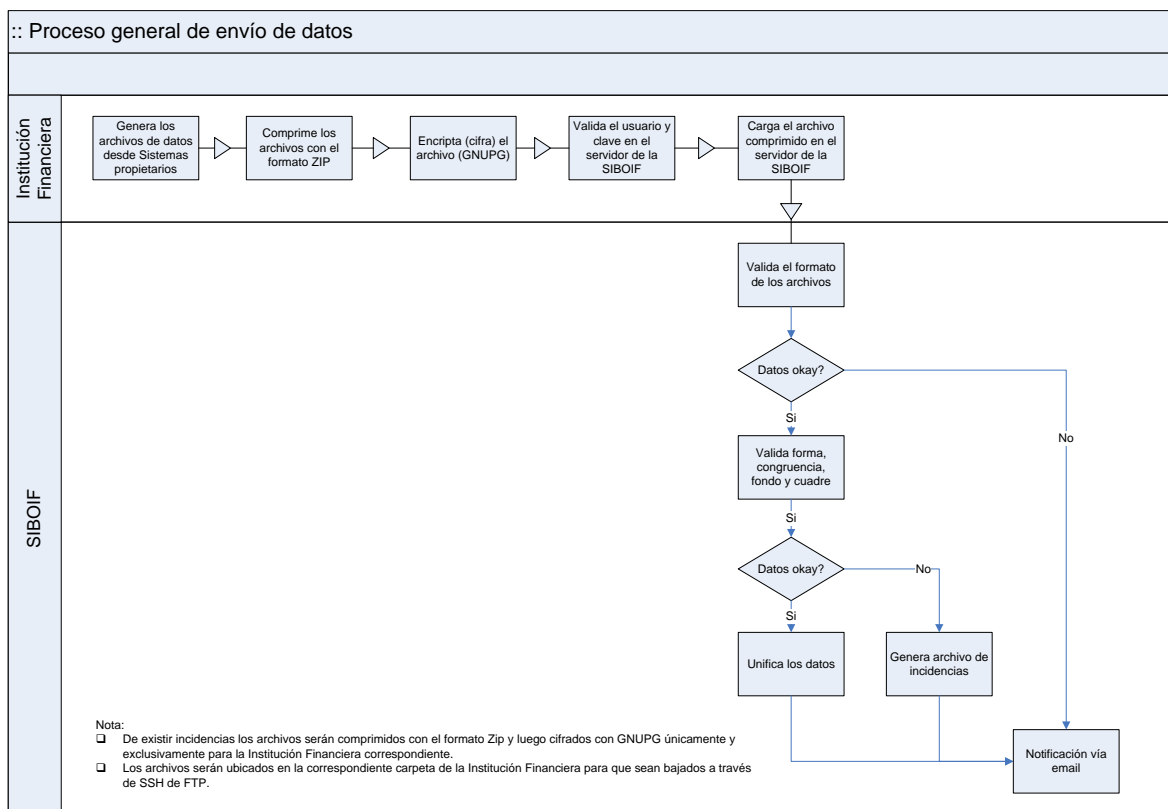 :: Proceso general de envío de datos
Institución
Financiera
Genera los
archivos de datos
desde Sistemas
propietarios
Comprime los
archivos con el
formato ZIP
Encripta (cifra) el
archivo (GNUPG)
Valida el usuario y
clave en el
servidor de la
SIBOIF
Carga el archivo
comprimido en el
servidor de la
SIBOIF
SIBOIF
Valida el formato
de los archivos
Datos okay?
Si
No
Valida forma,
congruencia,
fondo y cuadre
Si
Datos okay?
No
Si
Unifica los datos
Genera archivo de
incidencias
Notificación vía
email
Nota:
❑ De existir incidencias los archivos serán comprimidos con el formato Zip y luego cifrados con GNUPG únicamente y
exclusivamente para la Institución Financiera correspondiente.
❑ Los archivos serán ubicados en la correspondiente carpeta de la Institución Financiera para que sean bajados a través
de SSH de FTP.